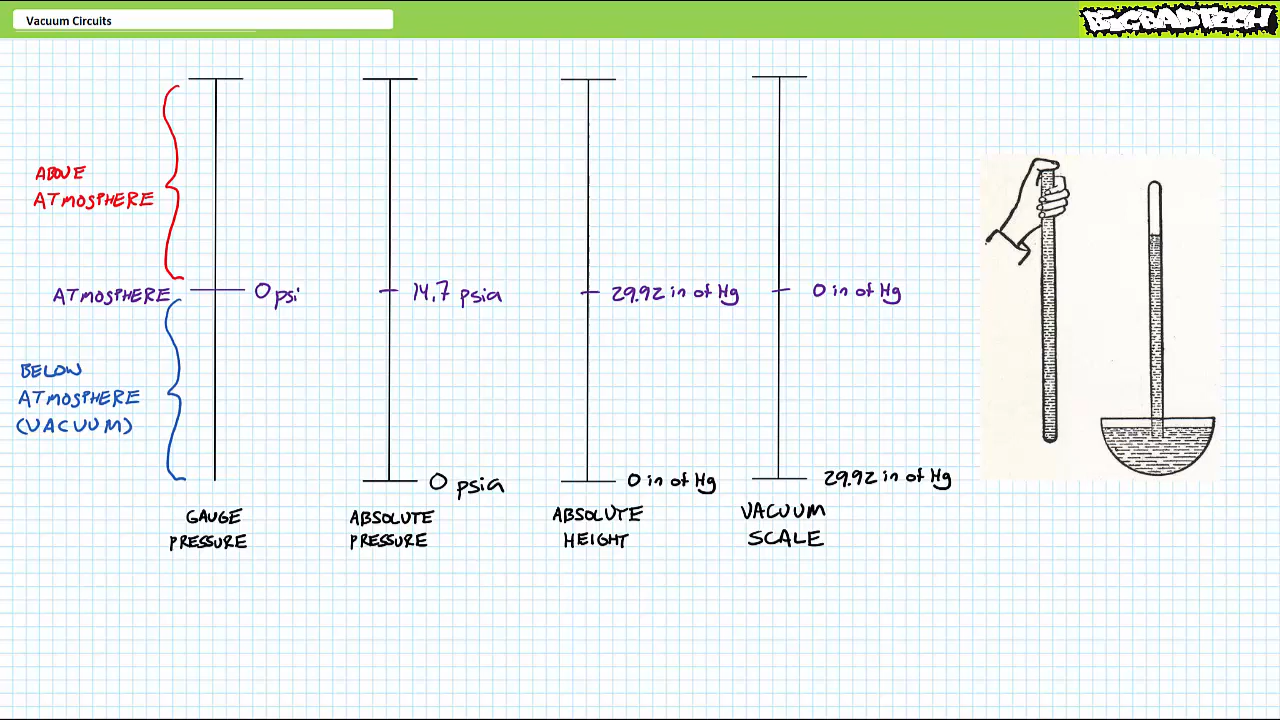 Vacuum Circuits
BIGBADTECH
ABOVE
ATMOSPHERE
ATMOSPHERE
0 psi
14.7 psia
29.92 in of Hg
0 in of Hg
BELOW
ATMOSPHERE
(VACUUM)
0 psia
0 in of Hg
29.92 in of Hg
GAUGE
PRESSURE
ABSOLUTE
PRESSURE
ABSOLUTE
HEIGHT
VACUUM
SCALE